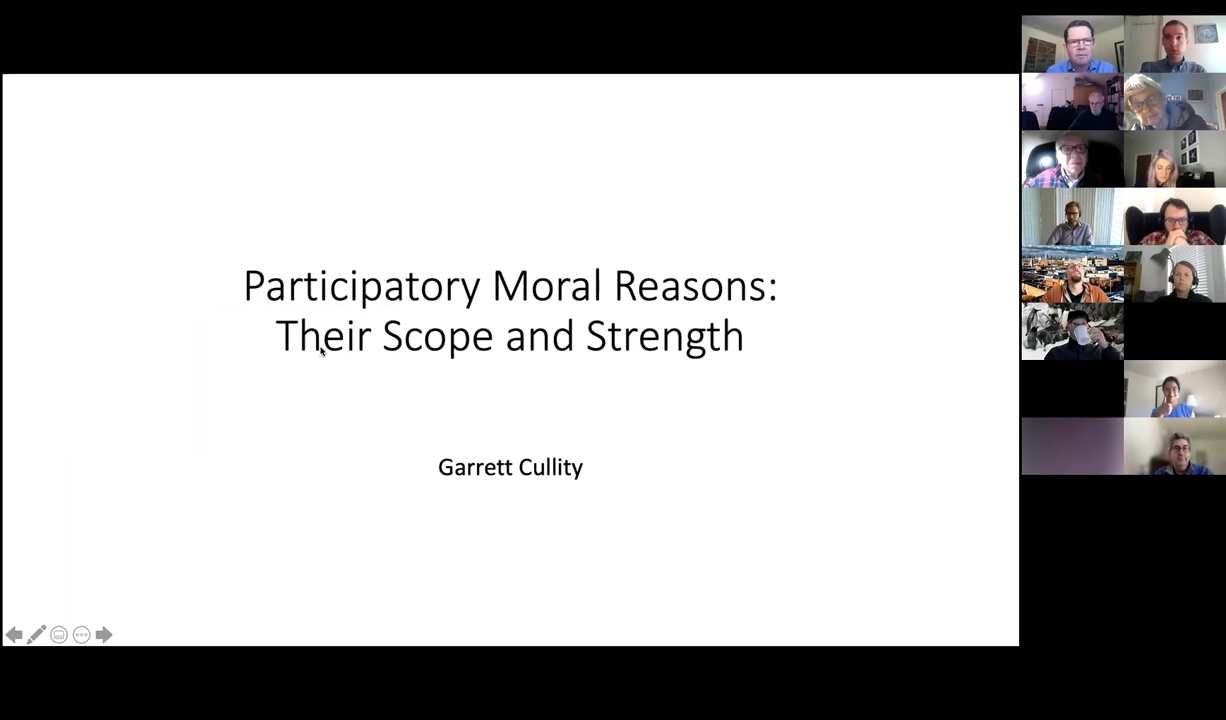 Participatory Moral Reasons:
Their Scope and Strength
Garrett Cullity